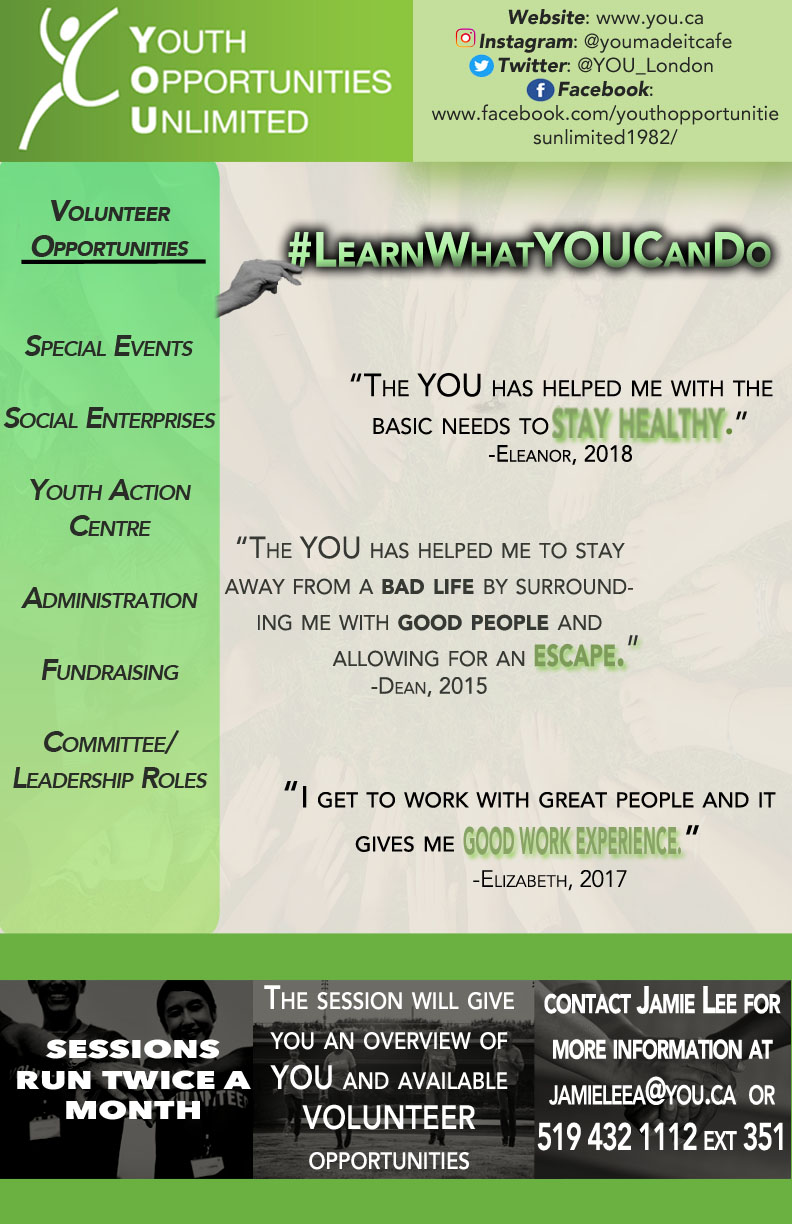 Youth
Opportunities
Unlimited
Website: www.you.ca
Instagram: @youmadeitcafe
Twitter: @YOU_London
Facebook:
www.facebook.com/youthopportunitie
sunlimited1982/
Volunteer
Opportunities
Special Events
Social Enterprises
Youth Action
Centre
Administration
Fundraising
Committee/
Leadership Roles
#LearnWhatYOUCanDo
“The YOU has helped me with the
basic needs to STAY HEALTHY.”
-Eleanor, 2018
“The YOU has helped me to stay
away from a bad life by surround-
ing me with good people and
allowing for an ESCAPE.”
-Dean, 2015
“I get to work with great people and it
gives me GOOD WORK EXPERIENCE.”
-Elizabeth, 2017
SESSIONS
RUN TWICE A
MONTH
The session will give
you an overview of
YOU and available
VOLUNTEER
opportunities
contact Jamie Lee for
more information at
jamieleea@you.ca or
519 432 1112 ext 351